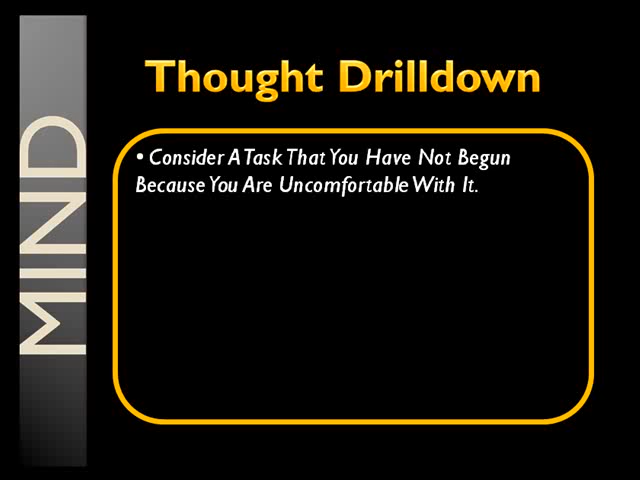 Thought Drilldown
MIND
• Consider A Task That You Have Not Begun
Because You Are Uncomfortable With It.